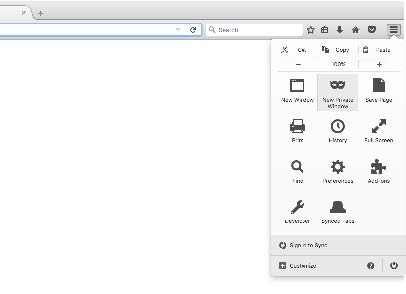 Search
Cut Copy Paste
100%
New Window New Private Window Save Page
Print History Full Screen
Find Preferences Add-ons
Developer Synced Tabs
Sign in to Sync
Customize